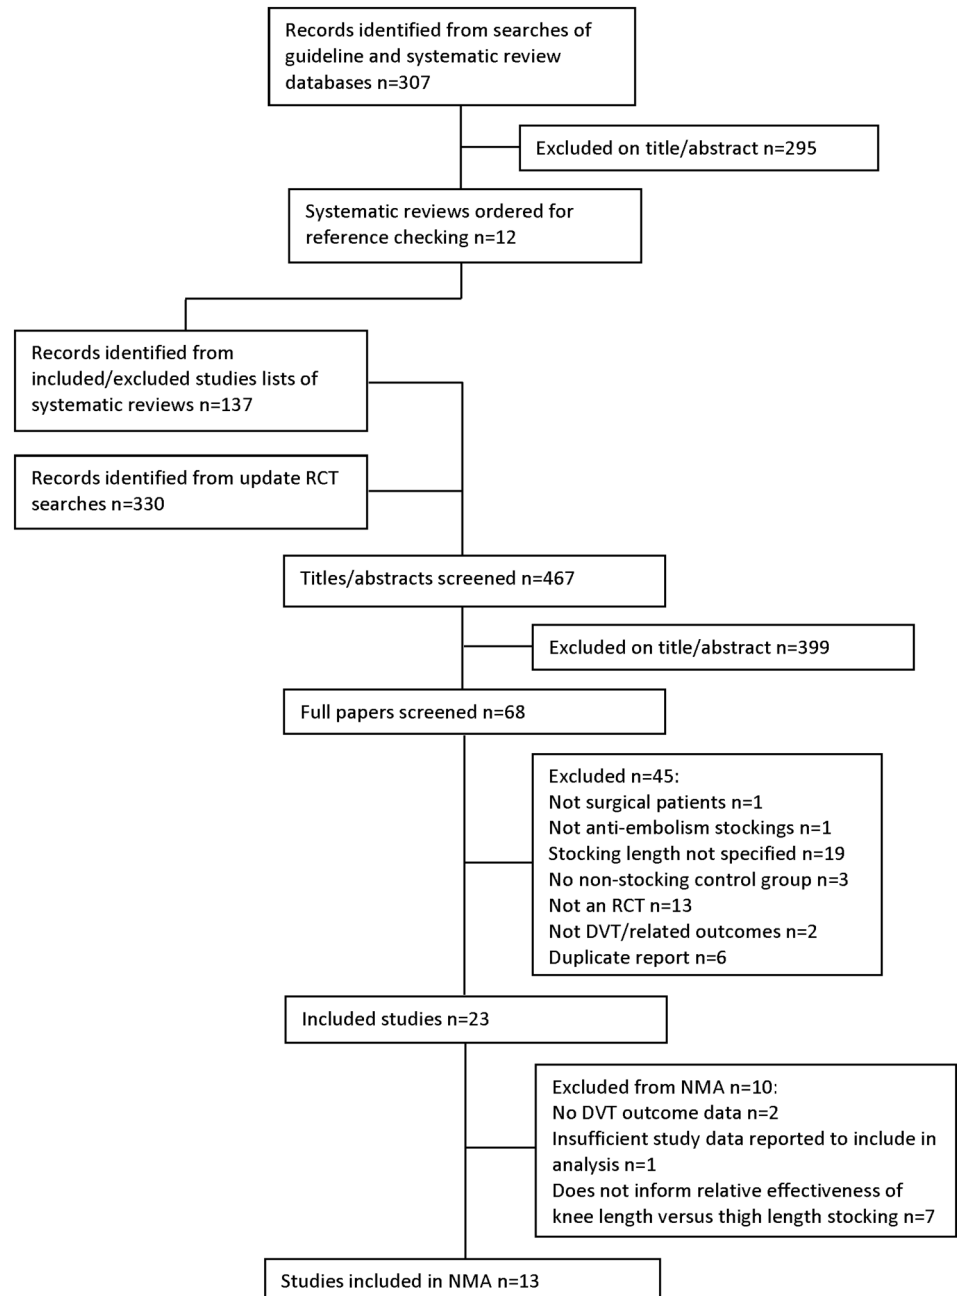 Records identified from searches of
guideline and systematic review
databases n=307
Excluded on title/abstract n=295
Systematic reviews ordered for
reference checking n=12
Records identified from
included/excluded studies lists of
systematic reviews n=137
Records identified from update RCT
searches n=330
Titles/abstracts screened n=467
Excluded on title/abstract n=399
Full papers screened n=68
Excluded n=45:
Not surgical patients n=1
Not anti-embolism stockings n=1
Stocking length not specified n=19
No non-stocking control group n=3
Not an RCT n=13
Not DVT/related outcomes n=2
Duplicate report n=6
Included studies n=23
Excluded from NMA n=10:
No DVT outcome data n=2
Insufficient study data reported to include in
analysis n=1
Does not inform relative effectiveness of
knee length versus thigh length stocking n=7
Studies included in NMA n=13